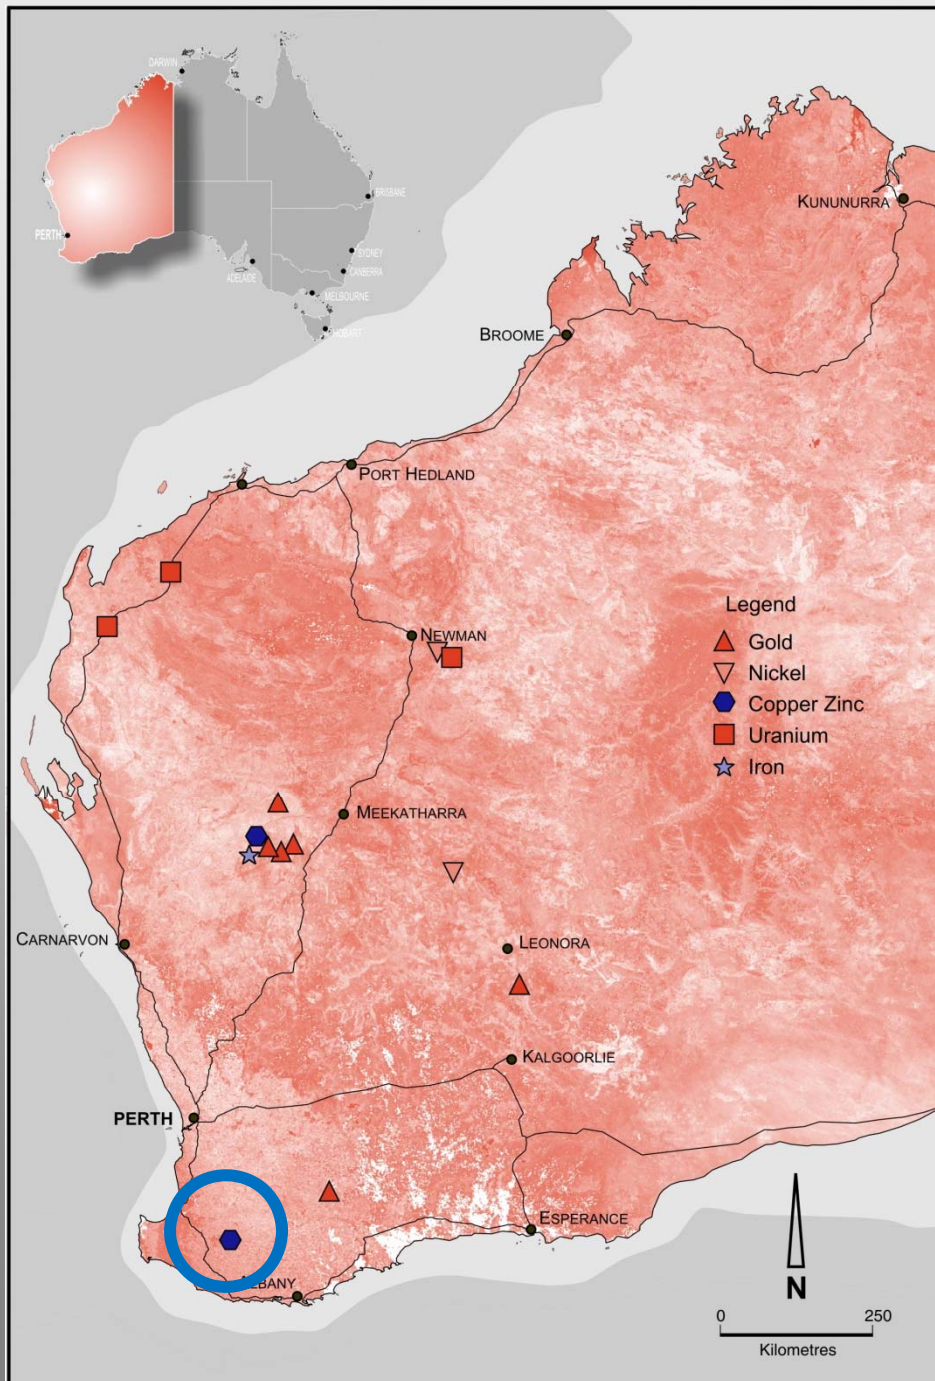 DARWIN
BRISBANE
PERTH
SYDNEY
ADELAIDE
CANBERRA
MELBOURNE
HOBART
KUNUNURRA
BROOME
PORT HEDLAND
Legend
NEWMAN
Gold
Nickel
Copper Zinc
Uranium
Iron
MEEKATHARRA
CARNARVON
LEONORA
KALGOORLIE
PERTH
ESPERANCE
LBANY
N
0 250
Kilometres